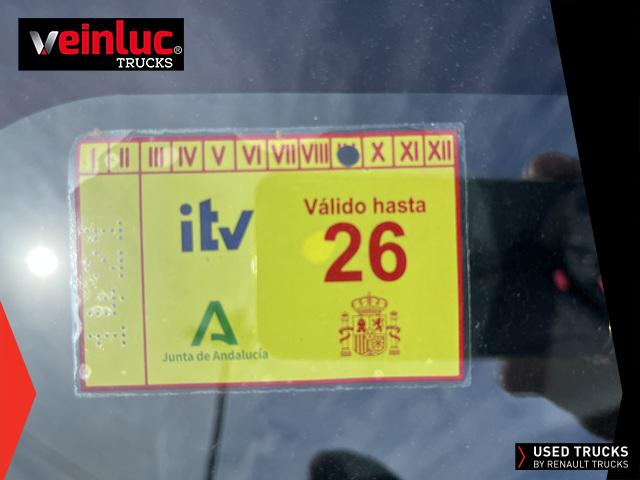 weinluc®
TRUCKS
I II III IV V VI VII VIII X XI XII
itv
Válido hasta
26
Junta de Andalucía
USED TRUCKS
BY RENAULT TRUCKS